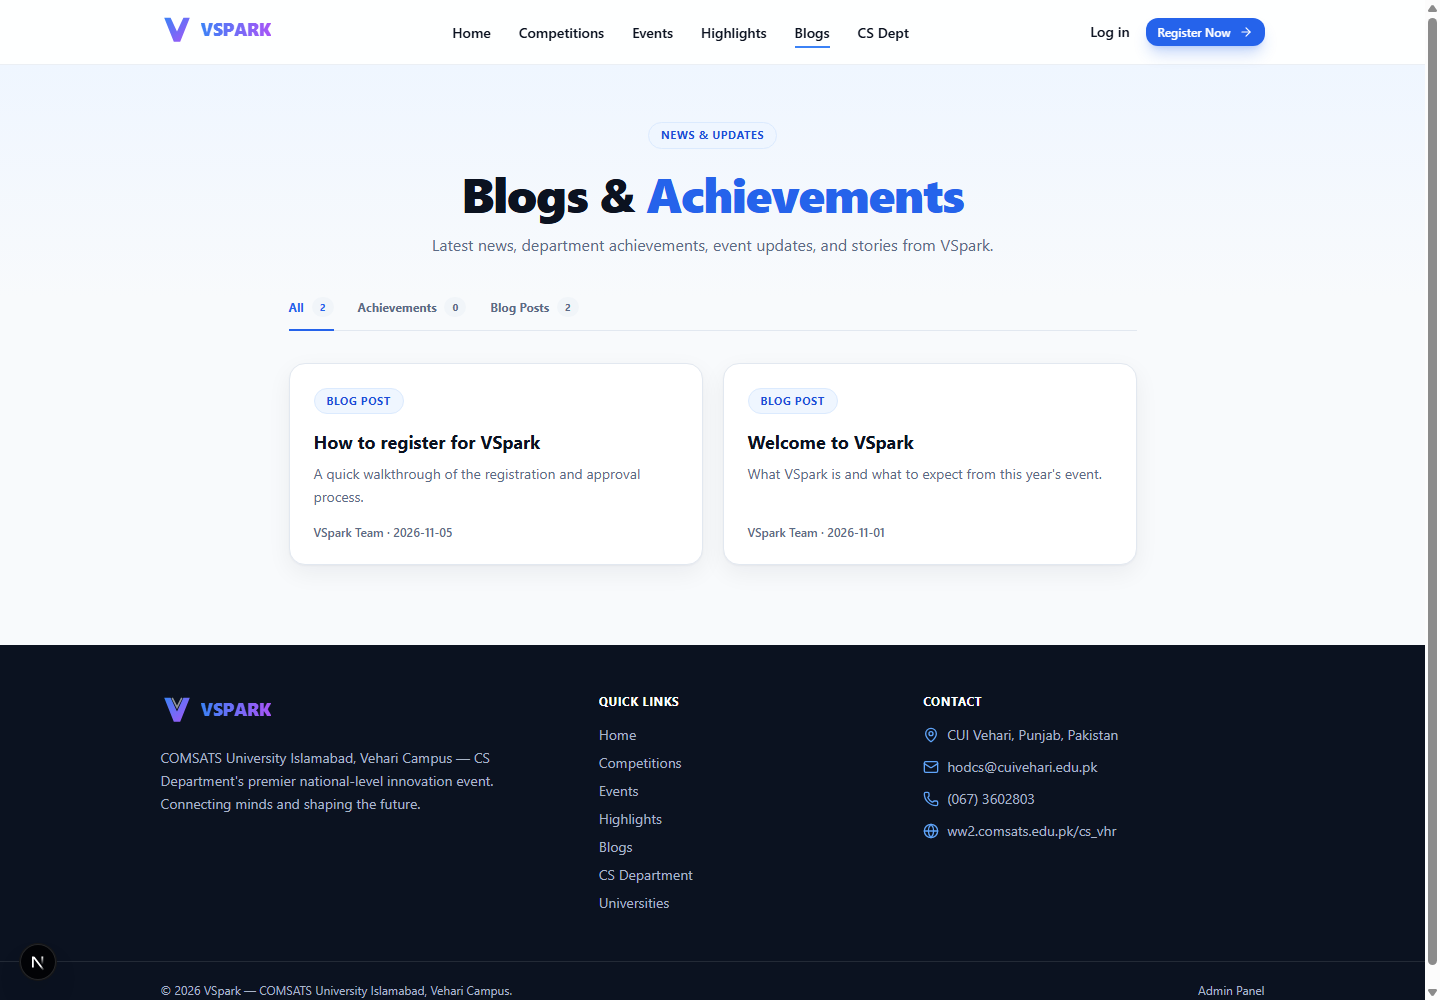 VSPARK
Home Competitions Events Highlights Blogs CS Dept
Log in Register Now
NEWS & UPDATES
Blogs & Achievements
Latest news, department achievements, event updates, and stories from VSpark.
All 2 Achievements 0 Blog Posts 2
BLOG POST
How to register for VSpark
A quick walkthrough of the registration and approval
process.
VSpark Team · 2026-11-05
BLOG POST
Welcome to VSpark
What VSpark is and what to expect from this year's event.
VSpark Team · 2026-11-01
VSPARK
COMSATS University Islamabad, Vehari Campus — CS
Department's premier national-level innovation event.
Connecting minds and shaping the future.
QUICK LINKS
Home
Competitions
Events
Highlights
Blogs
CS Department
Universities
CONTACT
CUI Vehari, Punjab, Pakistan
hodcs@cuivehari.edu.pk
(067) 3602803
ww2.comsats.edu.pk/cs_vhr
N
© 2026 VSpark — COMSATS University Islamabad, Vehari Campus.
Admin Panel